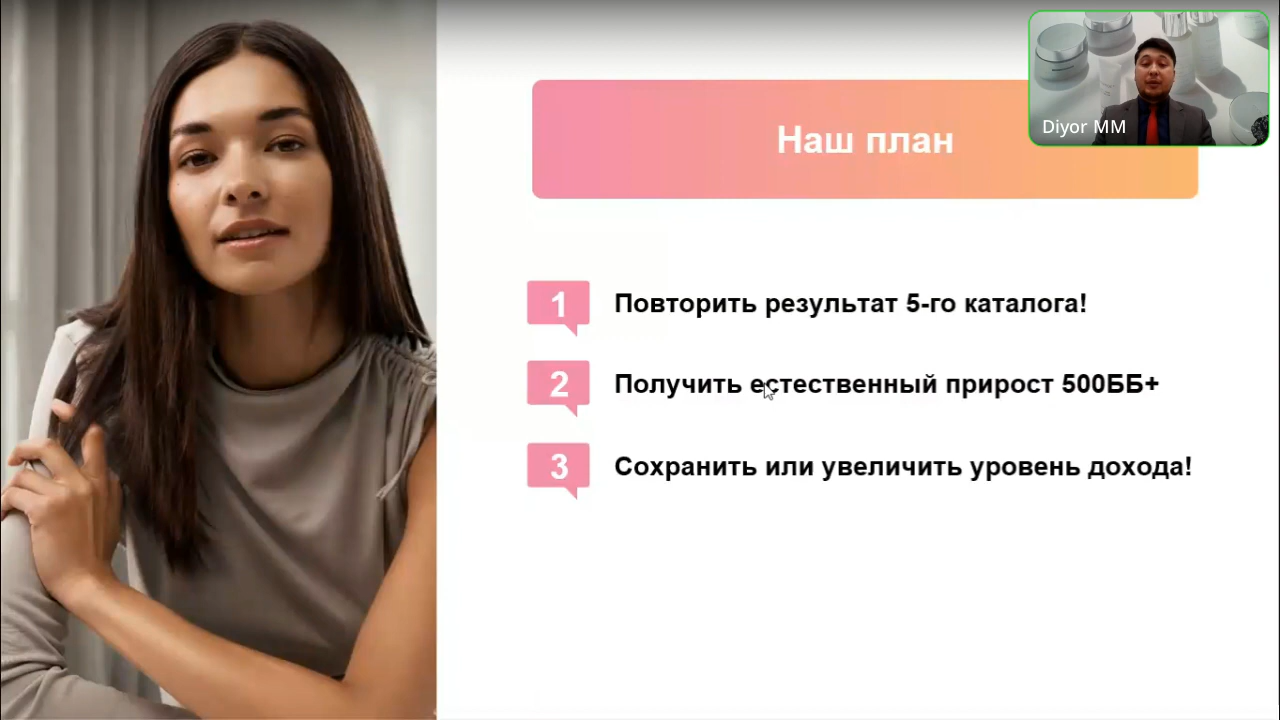 Diyor MM
Наш план
1 Повторить результат 5-го каталога!
2 Получить естественный прирост 500ББ+
3 Сохранить или увеличить уровень дохода!